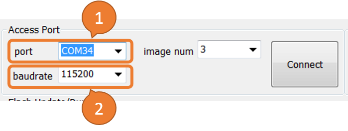 1
Access Port
port COM34 image num 3
baudrate 115200 Connect
2